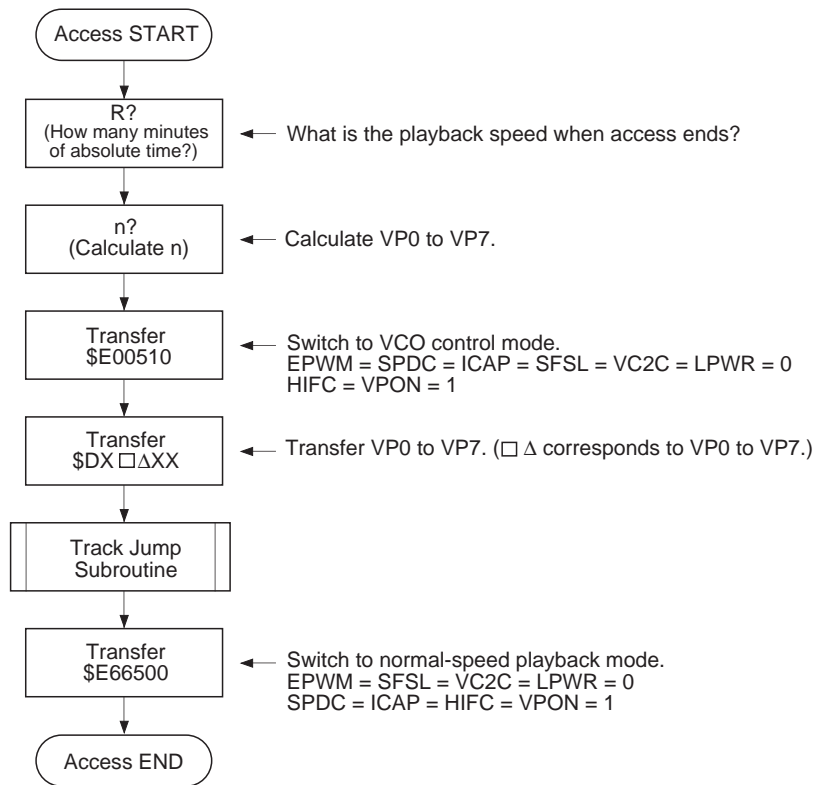 Access START
R?
(How many minutes
of absolute time?)
What is the playback speed when access ends?
n?
(Calculate n)
Calculate VP0 to VP7.
Transfer
$E00510
Switch to VCO control mode.
EPWM = SPDC = ICAP = SFSL = VC2C = LPWR = 0
HIFC = VPON = 1
Transfer
$DX □ΔXX
Transfer VP0 to VP7. (□ Δ corresponds to VP0 to VP7.)
Track Jump
Subroutine
Transfer
$E66500
Switch to normal-speed playback mode.
EPWM = SFSL = VC2C = LPWR = 0
SPDC = ICAP = HIFC = VPON = 1
Access END